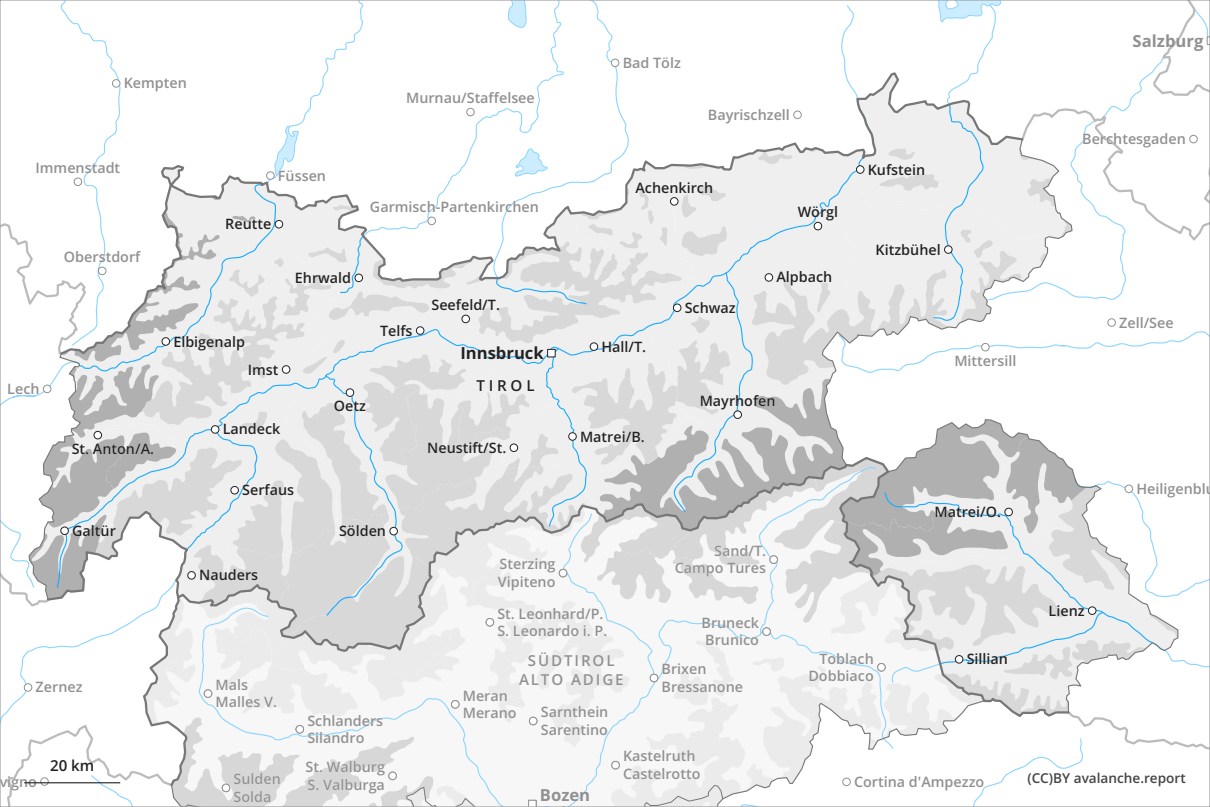 Salzburg
Kempten
Bad Tölz
Murnau/Staffelsee
Bayrischzell
Berchtesgaden
Immenstadt
Füssen
Kufstein
Achenkirch
Garmisch-Partenkirchen
Wörgl
Reutte
Oberstdorf
Kitzbühel
Ehrwald
Alpbach
Seefeld/T.
Schwaz
Telfs
Zell/See
Elbigenalp
Innsbruck
Hall/T.
Mittersill
Imst
TIROL
Lech
Oetz
Mayrhofen
Landeck
Matrei/B.
St. Anton/A.
Neustift/St.
Serfaus
Heiligenblu
Matrei/O.
Galtür
Sölden
Sand/T.
Campo Tures
Sterzing
Vipiteno
Nauders
Lienz
St. Leonhard/P.
S. Leonardo i. P.
Bruneck
Brunico
SÜDTIROL
ALTO ADIGE
Toblach
Dobbiaco
Sillian
Brixen
Bressanone
Zernez
Mals
Malles V.
Meran
Merano
Sarnthein
Sarentino
Schlanders
Silandro
Kastelruth
Castelrotto
St. Walburg
S. Valburga
20 km
vigno
Sulden
Solda
Cortina d'Ampezzo
(CC)BY avalanche.report
Bozen